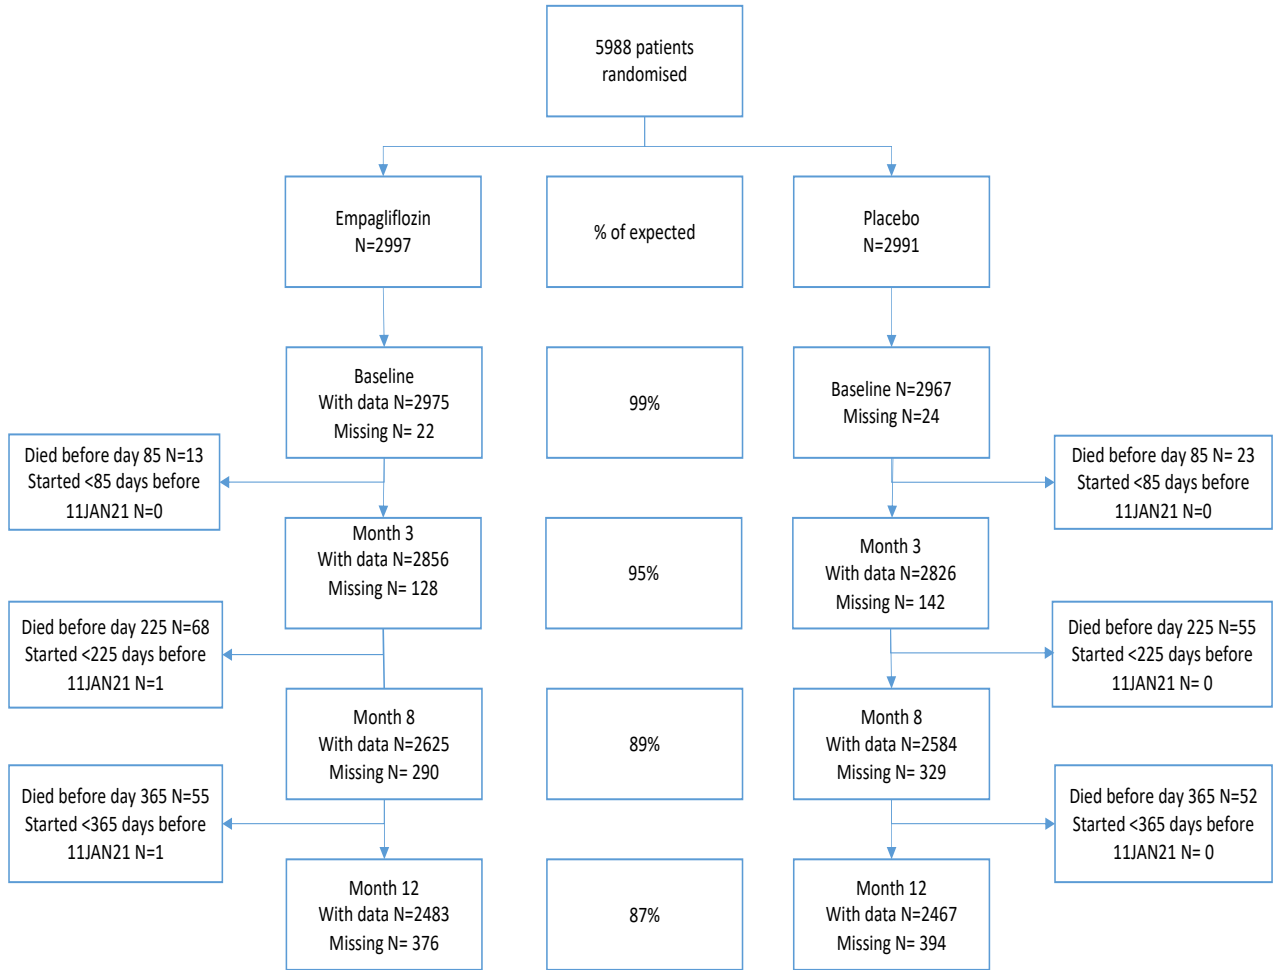 5988 patients
randomised
Empagliflozin
N=2997
% of expected
Placebo
N=2991
Baseline
With data N=2975
Missing N= 22
99%
Baseline N=2967
Missing N=24
Died before day 85 N=13
Started <85 days before
11JAN21 N=0
Died before day 85 N= 23
Started <85 days before
11JAN21 N=0
Month 3
With data N=2856
Missing N= 128
95%
Month 3
With data N=2826
Missing N= 142
Died before day 225 N=68
Started <225 days before
11JAN21 N=1
Died before day 225 N=55
Started <225 days before
11JAN21 N= 0
Month 8
With data N=2625
Missing N= 290
89%
Month 8
With data N=2584
Missing N= 329
Died before day 365 N=55
Started <365 days before
11JAN21 N=1
Died before day 365 N=52
Started <365 days before
11JAN21 N= 0
Month 12
With data N=2483
Missing N= 376
87%
Month 12
With data N=2467
Missing N= 394